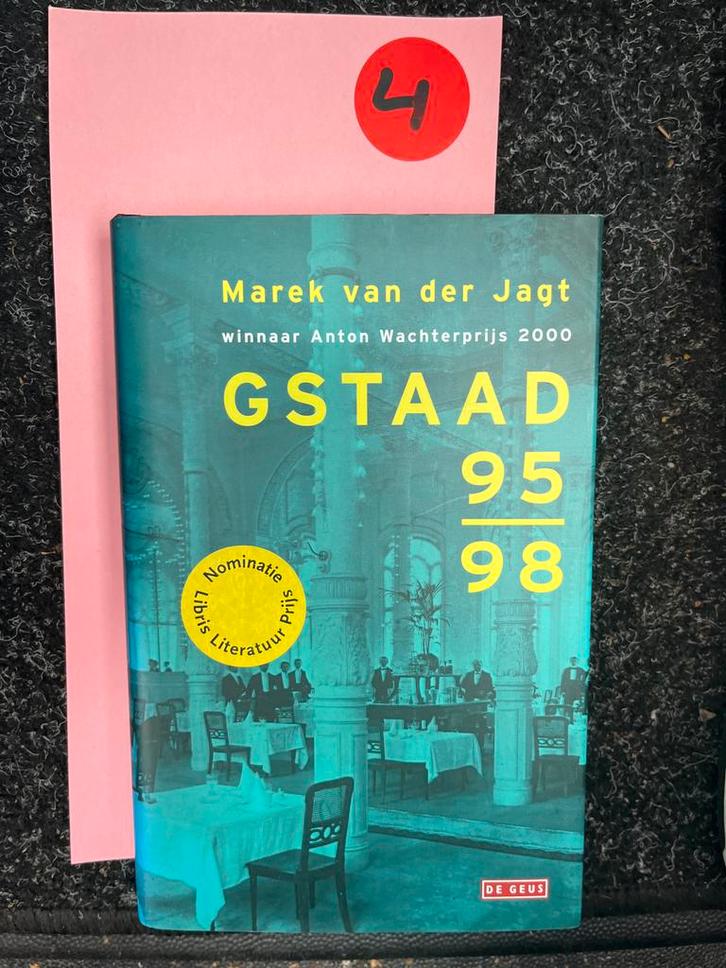 4
Marek van der Jagt
winnaar Anton Wachterprijs 2000
GSTAAD
95
98
Nominatie
Libris Literatuur Prijs
DE GEUS